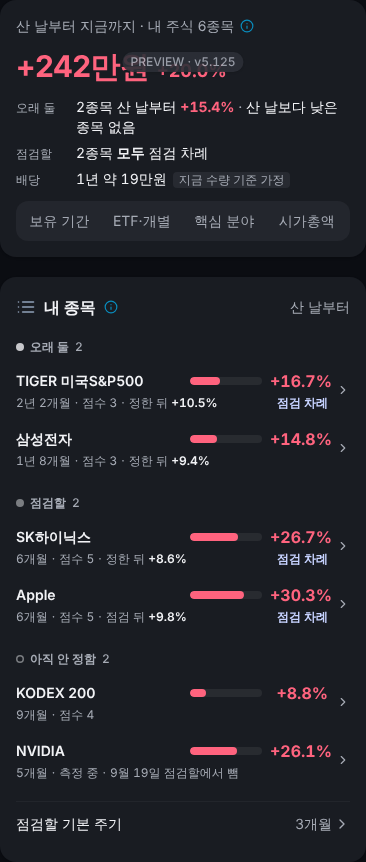 산 날부터 지금까지 · 내 주식 6종목
+242만원 +20.0%
PREVIEW · v5.125
오래 둘 2종목 산 날부터 +15.4% · 산 날보다 낮은
종목 없음
점검할 2종목 모두 점검 차례
배당 1년 약 19만원 지금 수량 기준 가정
보유 기간 ETF·개별 핵심 분야 시가총액
내 종목 산 날부터
오래 둘 2
TIGER 미국S&P500 +16.7%
2년 2개월 · 점수 3 · 정한 뒤 +10.5% 점검 차례
삼성전자 +14.8%
1년 8개월 · 점수 3 · 정한 뒤 +9.4%
점검할 2
SK하이닉스 +26.7%
6개월 · 점수 5 · 정한 뒤 +8.6% 점검 차례
Apple +30.3%
6개월 · 점수 5 · 점검 뒤 +9.8% 점검 차례
아직 안 정함 2
KODEX 200 +8.8%
9개월 · 점수 4
NVIDIA +26.1%
5개월 · 측정 중 · 9월 19일 점검할에서 뺌
점검할 기본 주기 3개월